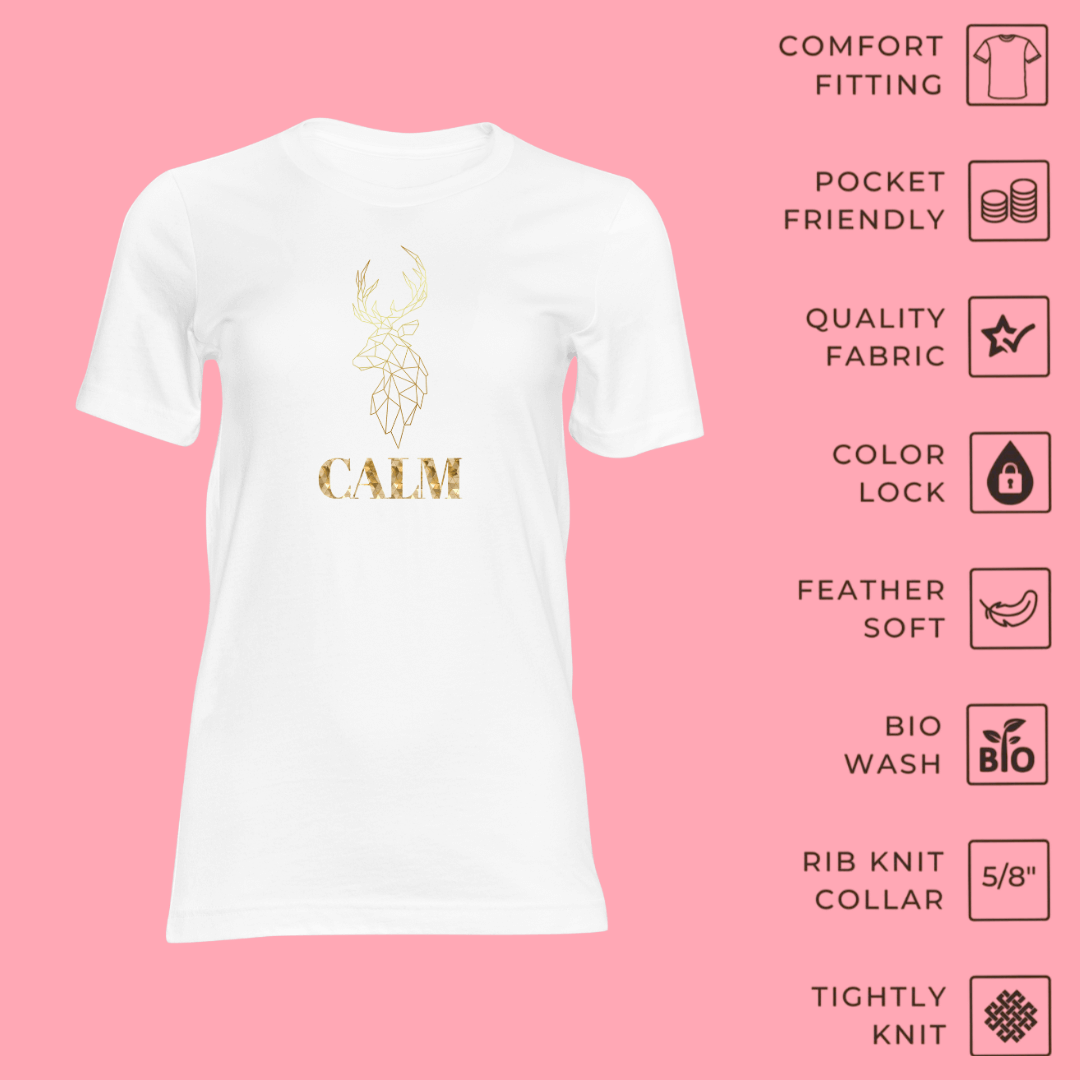 CALM
COMFORT
FITTING
POCKET
FRIENDLY
QUALITY
FABRIC
COLOR
LOCK
FEATHER
SOFT
BIO
WASH
BIO
RIB KNIT
COLLAR
5/8"
TIGHTLY
KNIT